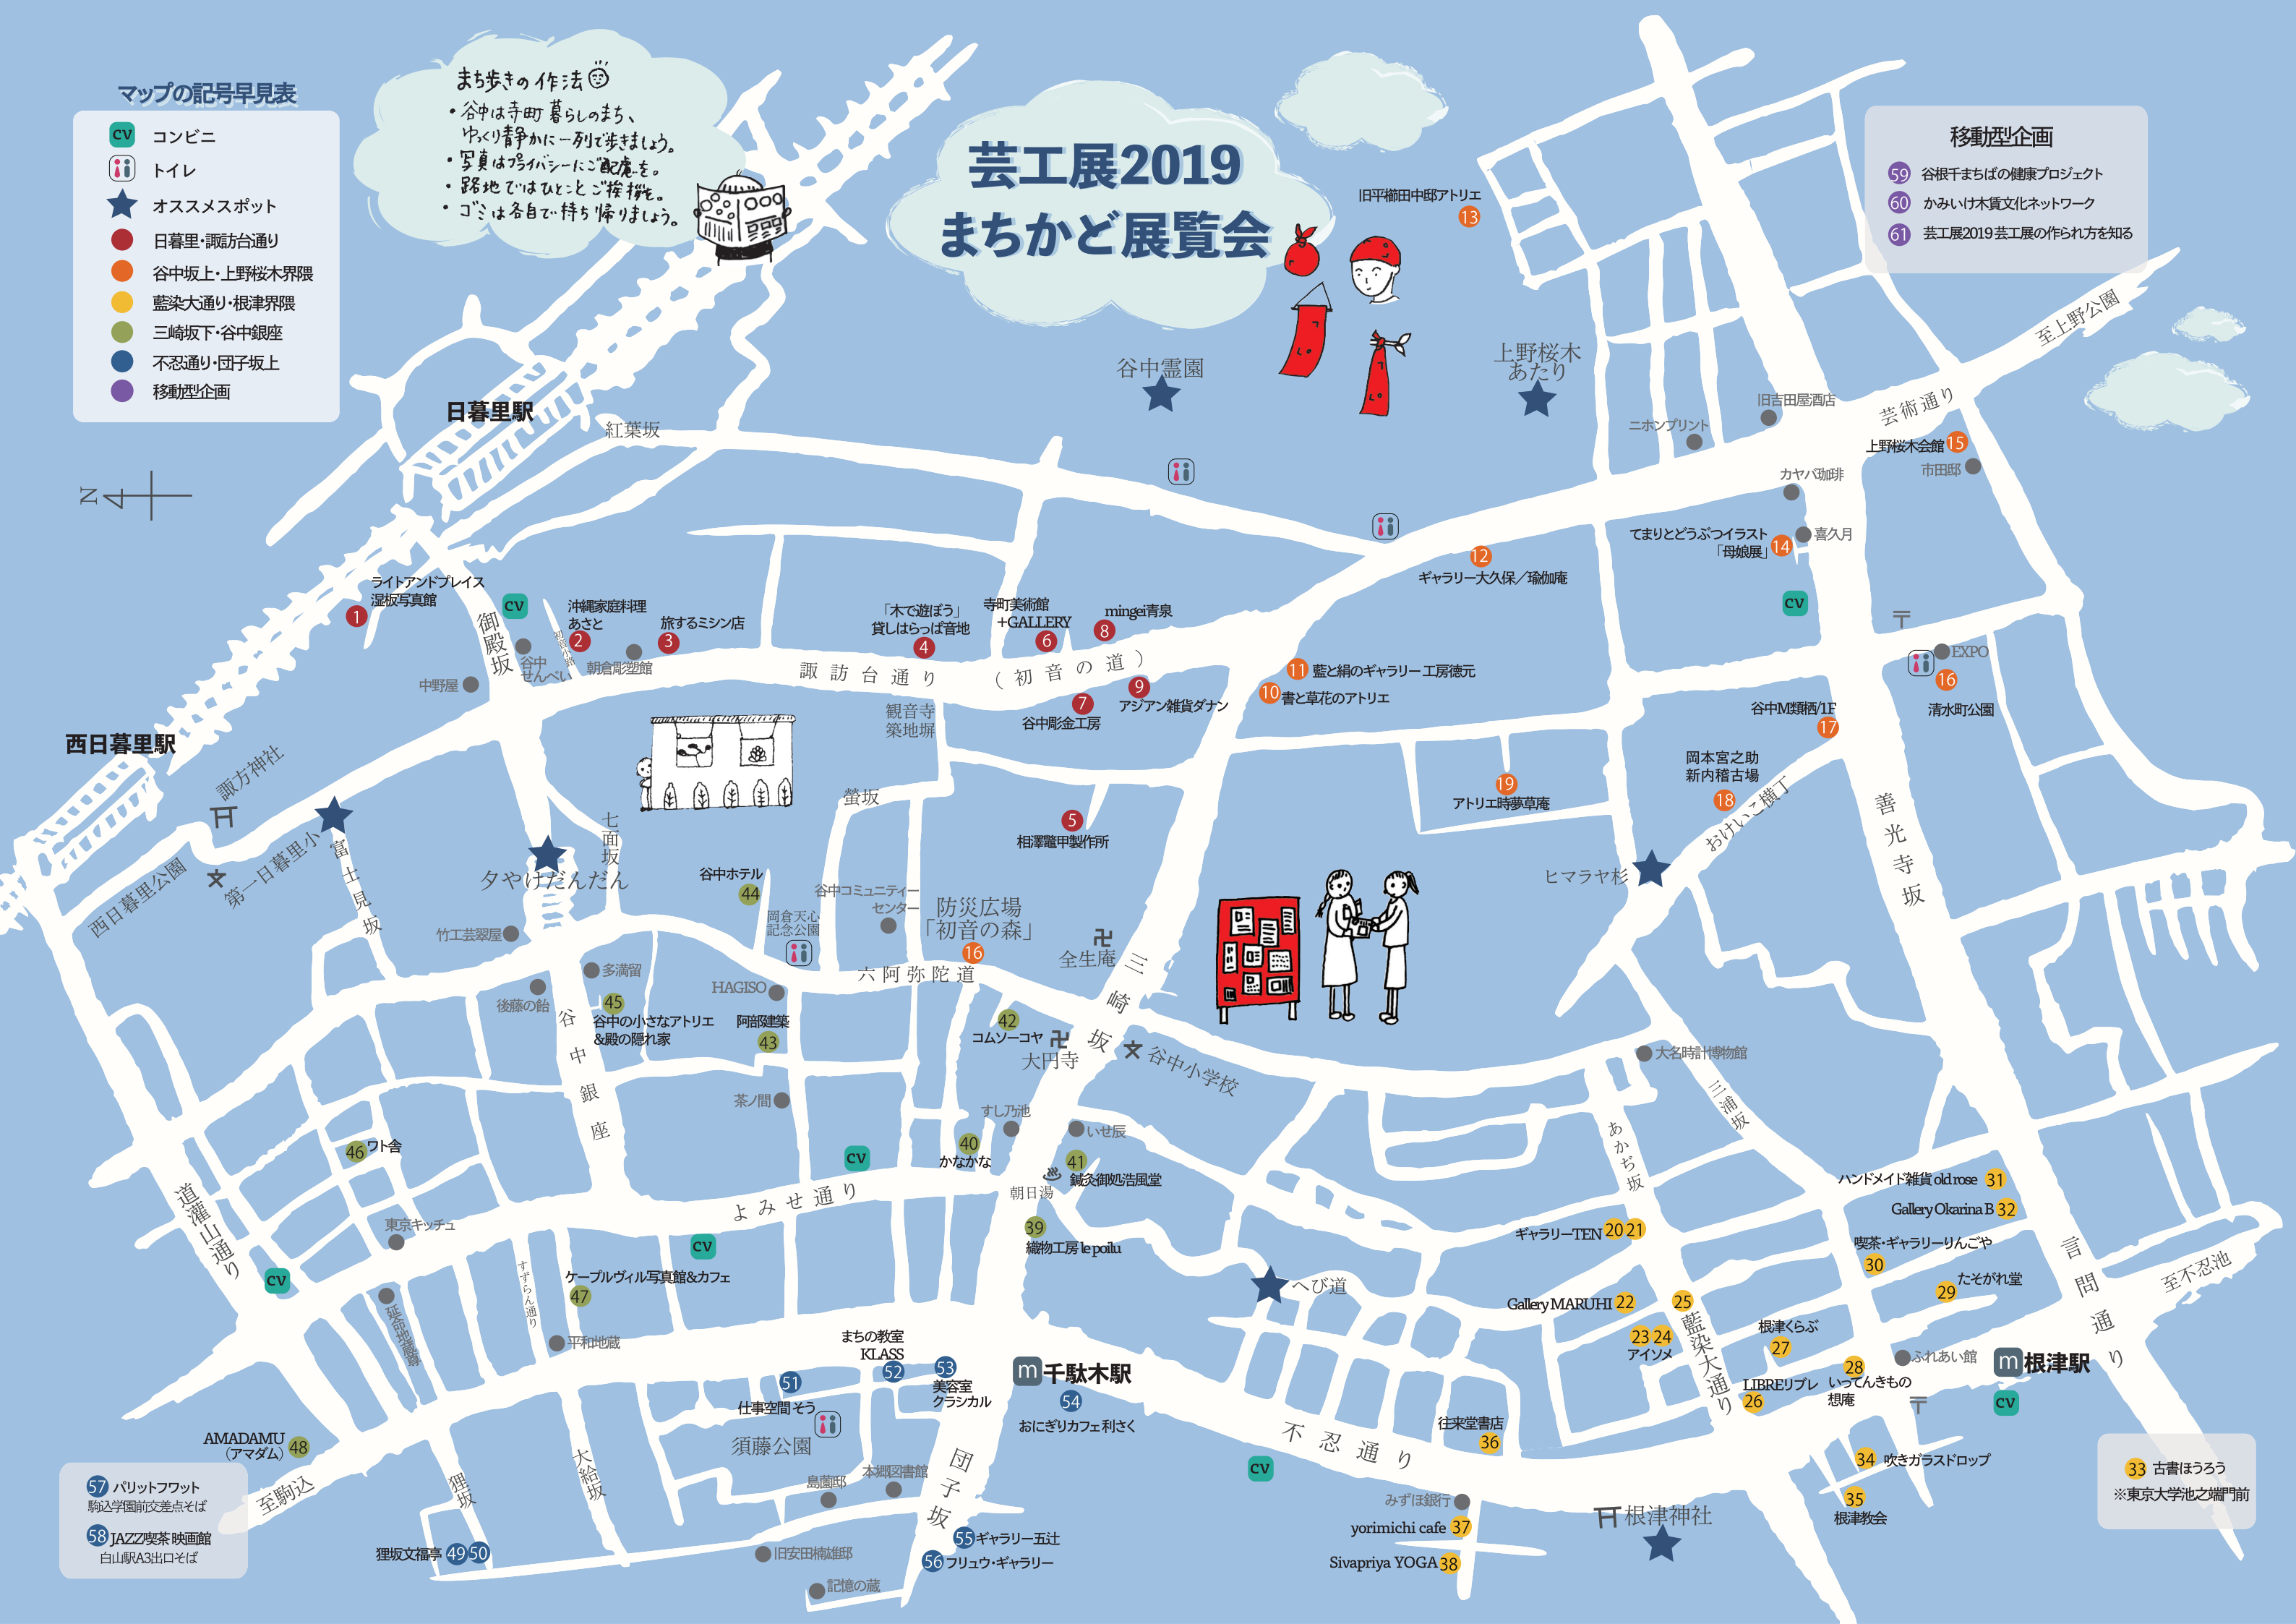 芸工展2019
まちかど展覧会
まち歩きの作法
・谷中は寺町 暮らしのまち、
ゆっくり静かに一列で歩きましょう。
・写真はプライバシーにご配慮を。
・路地ではひとことご挨拶を。
・ゴミは各自で持ち帰りましょう。
マップの記号早見表
CV コンビニ
トイレ
オススメスポット
日暮里・諏訪台通り
谷中坂上・上野桜木界隈
藍染大通り・根津界隈
三崎坂下・谷中銀座
不忍通り・団子坂上
移動型企画
移動型企画
59 谷根千まちばの健康プロジェクト
60 かみいけ木賃文化ネットワーク
61 芸工展2019 芸工展の作られ方を知る
N
日暮里駅
紅葉坂
谷中霊園
上野桜木
あたり
旧平櫛田中邸アトリエ
13
至上野公園
芸術通り
旧吉田屋酒店
ニホンプリント
上野桜木会館 15
市田邸
カヤバ珈琲
てまりとどうぶつイラスト
「母娘展」 14
喜久月
CV
12
ギャラリー大久保／瑜伽庵
ライトアンドプレイス
湿板写真館
1
御殿坂
CV
谷中
せんべい
中野屋
初音小路
沖縄家庭料理
あさと
2
朝倉彫塑館
旅するミシン店
3
「木で遊ぼう」
貸しはらっぱ音地
4
寺町美術館
+GALLERY
6
mingei青泉
8
諏訪台通り（初音の道）
7
谷中彫金工房
9
アジアン雑貨ダナン
観音寺
築地塀
11 藍と絹のギャラリー 工房徳元
10 書と草花のアトリエ
〒
EXPO
16
清水町公園
谷中M類栖/1F
17
岡本宮之助
新内稽古場
18
おけいこ横丁
善光寺坂
19
アトリエ時夢草庵
ヒマラヤ杉
西日暮里駅
諏方神社
西日暮里公園
第一日暮里小
富士見坂
七面坂
夕やけだんだん
螢坂
5
相澤鼈甲製作所
谷中ホテル
44
岡倉天心
記念公園
谷中コミュニティー
センター
防災広場
「初音の森」
16
全生庵
三崎坂
六阿弥陀道
竹工芸翠屋
多満留
後藤の飴
HAGISO
45
谷中の小さなアトリエ
&殿の隠れ家
阿部建築
43
42
コムソーコヤ
大円寺
谷中小学校
谷中銀座
茶ノ間
すし乃池
いせ辰
40
かなかな
41
鍼灸御処浩風堂
朝日湯
39
織物工房 le poilu
大名時計博物館
三浦坂
あかぢ坂
46 ワト舎
道灌山通り
CV
東京キッチュ
よみせ通り
CV
CV
すずらん通り
ケープルヴィル写真館&カフェ
47
延命地蔵尊
平和地蔵
へび道
ギャラリーTEN 20 21
ハンドメイド雑貨 old rose 31
Gallery Okarina B 32
喫茶・ギャラリーりんごや
30
たそがれ堂
29
言問通り
至不忍池
Gallery MARUHI 22
25
23 24
アイソメ
藍染大通り
根津くらぶ
27
28
いってんきもの
想庵
LIBREリブレ
26
ふれあい館
m 根津駅
CV
〒
まちの教室
KLASS
52
51
仕事空間 そう
53
美容室
クラシカル
m 千駄木駅
54
おにぎりカフェ利さく
須藤公園
団子坂
島薗邸
本郷図書館
不忍通り
CV
往来堂書店
36
みずほ銀行
yorimichi cafe 37
Sivapriya YOGA 38
根津神社
34 吹きガラスドロップ
35
根津教会
33 古書ほうろう
※東京大学池之端門前
AMADAMU
（アマダム） 48
至駒込
57 パリットフワット
駒込学園前交差点そば
58 JAZZ喫茶 映画館
白山駅A3出口そば
狸坂
大給坂
狸坂文福亭 49 50
旧安田楠雄邸
記憶の蔵
55 ギャラリー五辻
56 フリュウ・ギャラリー